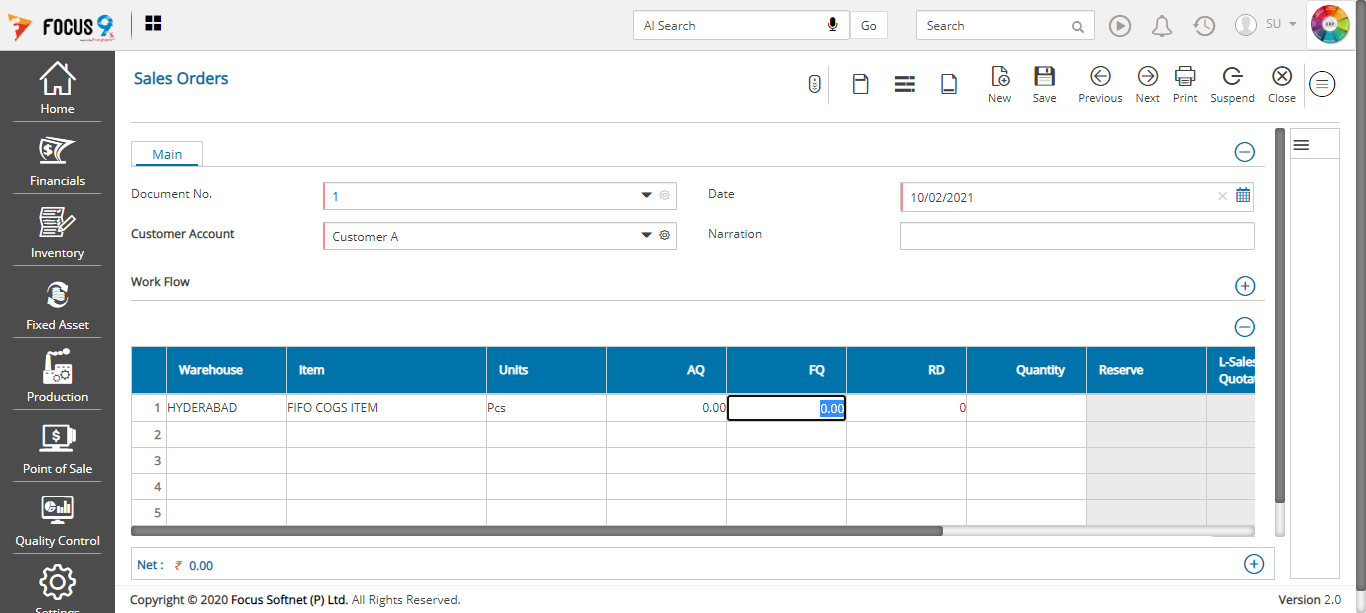 FOCUS 9
AI Search
Go
Search
SU
Home
Financials
Inventory
Fixed Asset
Production
Point of Sale
Quality Control
Settings
Sales Orders
New
Save
Previous
Next
Print
Suspend
Close
Main
Document No.
1
Date
10/02/2021
Customer Account
Customer A
Narration
Work Flow
Warehouse Item Units AQ FQ RD Quantity Reserve L-Sales Quotat
1 HYDERABAD FIFO COGS ITEM Pcs 0.00 0.00 0
2
3
4
5
Net : ₹ 0.00
Copyright © 2020 Focus Softnet (P) Ltd. All Rights Reserved.
Version 2.0